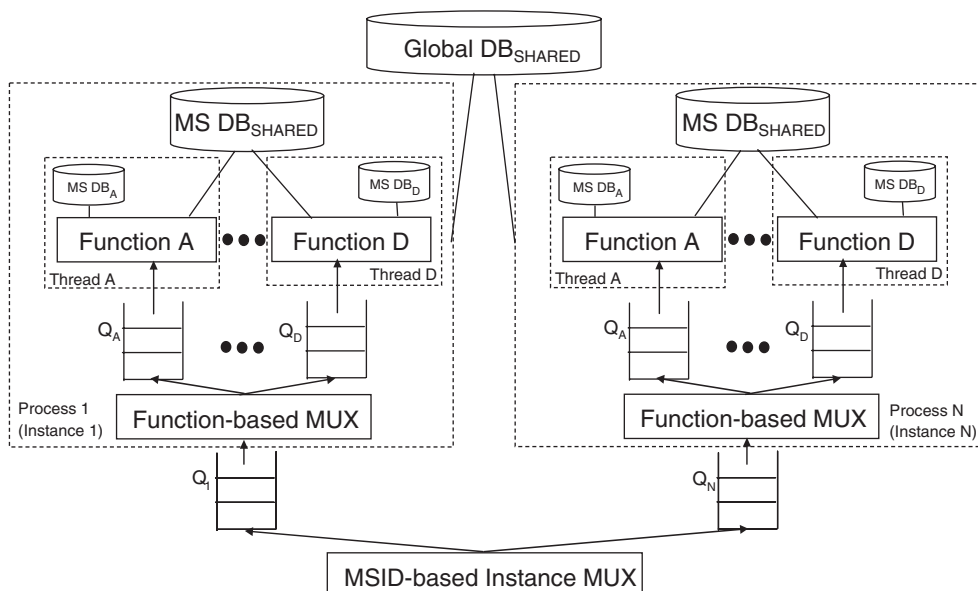 Global DB_SHARED
MS DB_SHARED
MS DB_A
MS DB_D
Function A
Function D
Thread A
Thread D
Q_A
Q_D
Process 1
(Instance 1)
Function-based MUX
Q_1
MS DB_SHARED
MS DB_A
MS DB_D
Function A
Function D
Thread A
Thread D
Q_A
Q_D
Function-based MUX
Process N
(Instance N)
Q_N
MSID-based Instance MUX